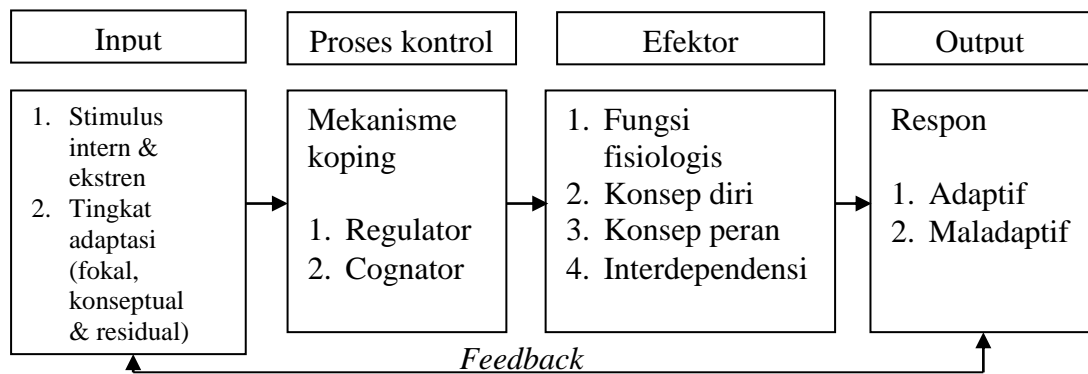 Input
Proses kontrol
Efektor
Output
1. Stimulus
intern &
ekstren
2. Tingkat
adaptasi
(fokal,
konseptual
& residual)
Mekanisme
koping
1. Regulator
2. Cognator
1. Fungsi
fisiologis
2. Konsep diri
3. Konsep peran
4. Interdependensi
Respon
1. Adaptif
2. Maladaptif
Feedback